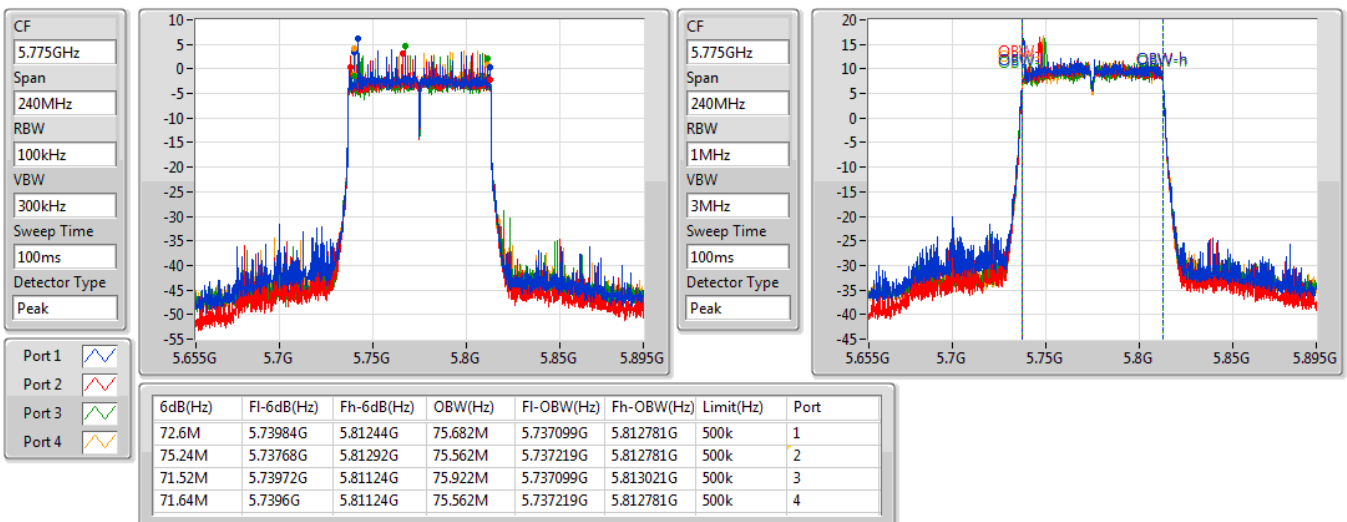 CF
5.775GHz
Span
240MHz
RBW
100kHz
VBW
300kHz
Sweep Time
100ms
Detector Type
Peak
10
5
0
-5
-10
-15
-20
-25
-30
-35
-40
-45
-50
-55
5.655G 5.7G 5.75G 5.8G 5.85G 5.895G
CF
5.775GHz
Span
240MHz
RBW
1MHz
VBW
3MHz
Sweep Time
100ms
Detector Type
Peak
20
15
10
5
0
-5
-10
-15
-20
-25
-30
-35
-40
-45
OBW-h
5.655G 5.7G 5.75G 5.8G 5.85G 5.895G
Port 1
Port 2
Port 3
Port 4
6dB(Hz) Fl-6dB(Hz) Fh-6dB(Hz) OBW(Hz) Fl-OBW(Hz) Fh-OBW(Hz) Limit(Hz) Port
72.6M 5.73984G 5.81244G 75.682M 5.737099G 5.812781G 500k 1
75.24M 5.73768G 5.81292G 75.562M 5.737219G 5.812781G 500k 2
71.52M 5.73972G 5.81124G 75.922M 5.737099G 5.813021G 500k 3
71.64M 5.7396G 5.81124G 75.562M 5.737219G 5.812781G 500k 4